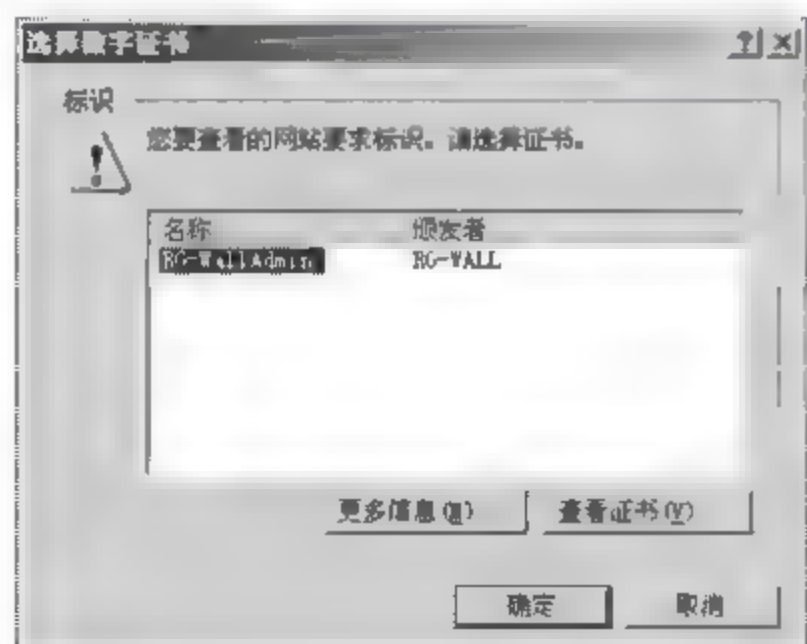 选择数字证书
标识
您要查看的网站要求标识。请选择证书。
名称 颁发者
RG-WallAdmin RG-WALL
更多信息(M) 查看证书(V)
确定 取消